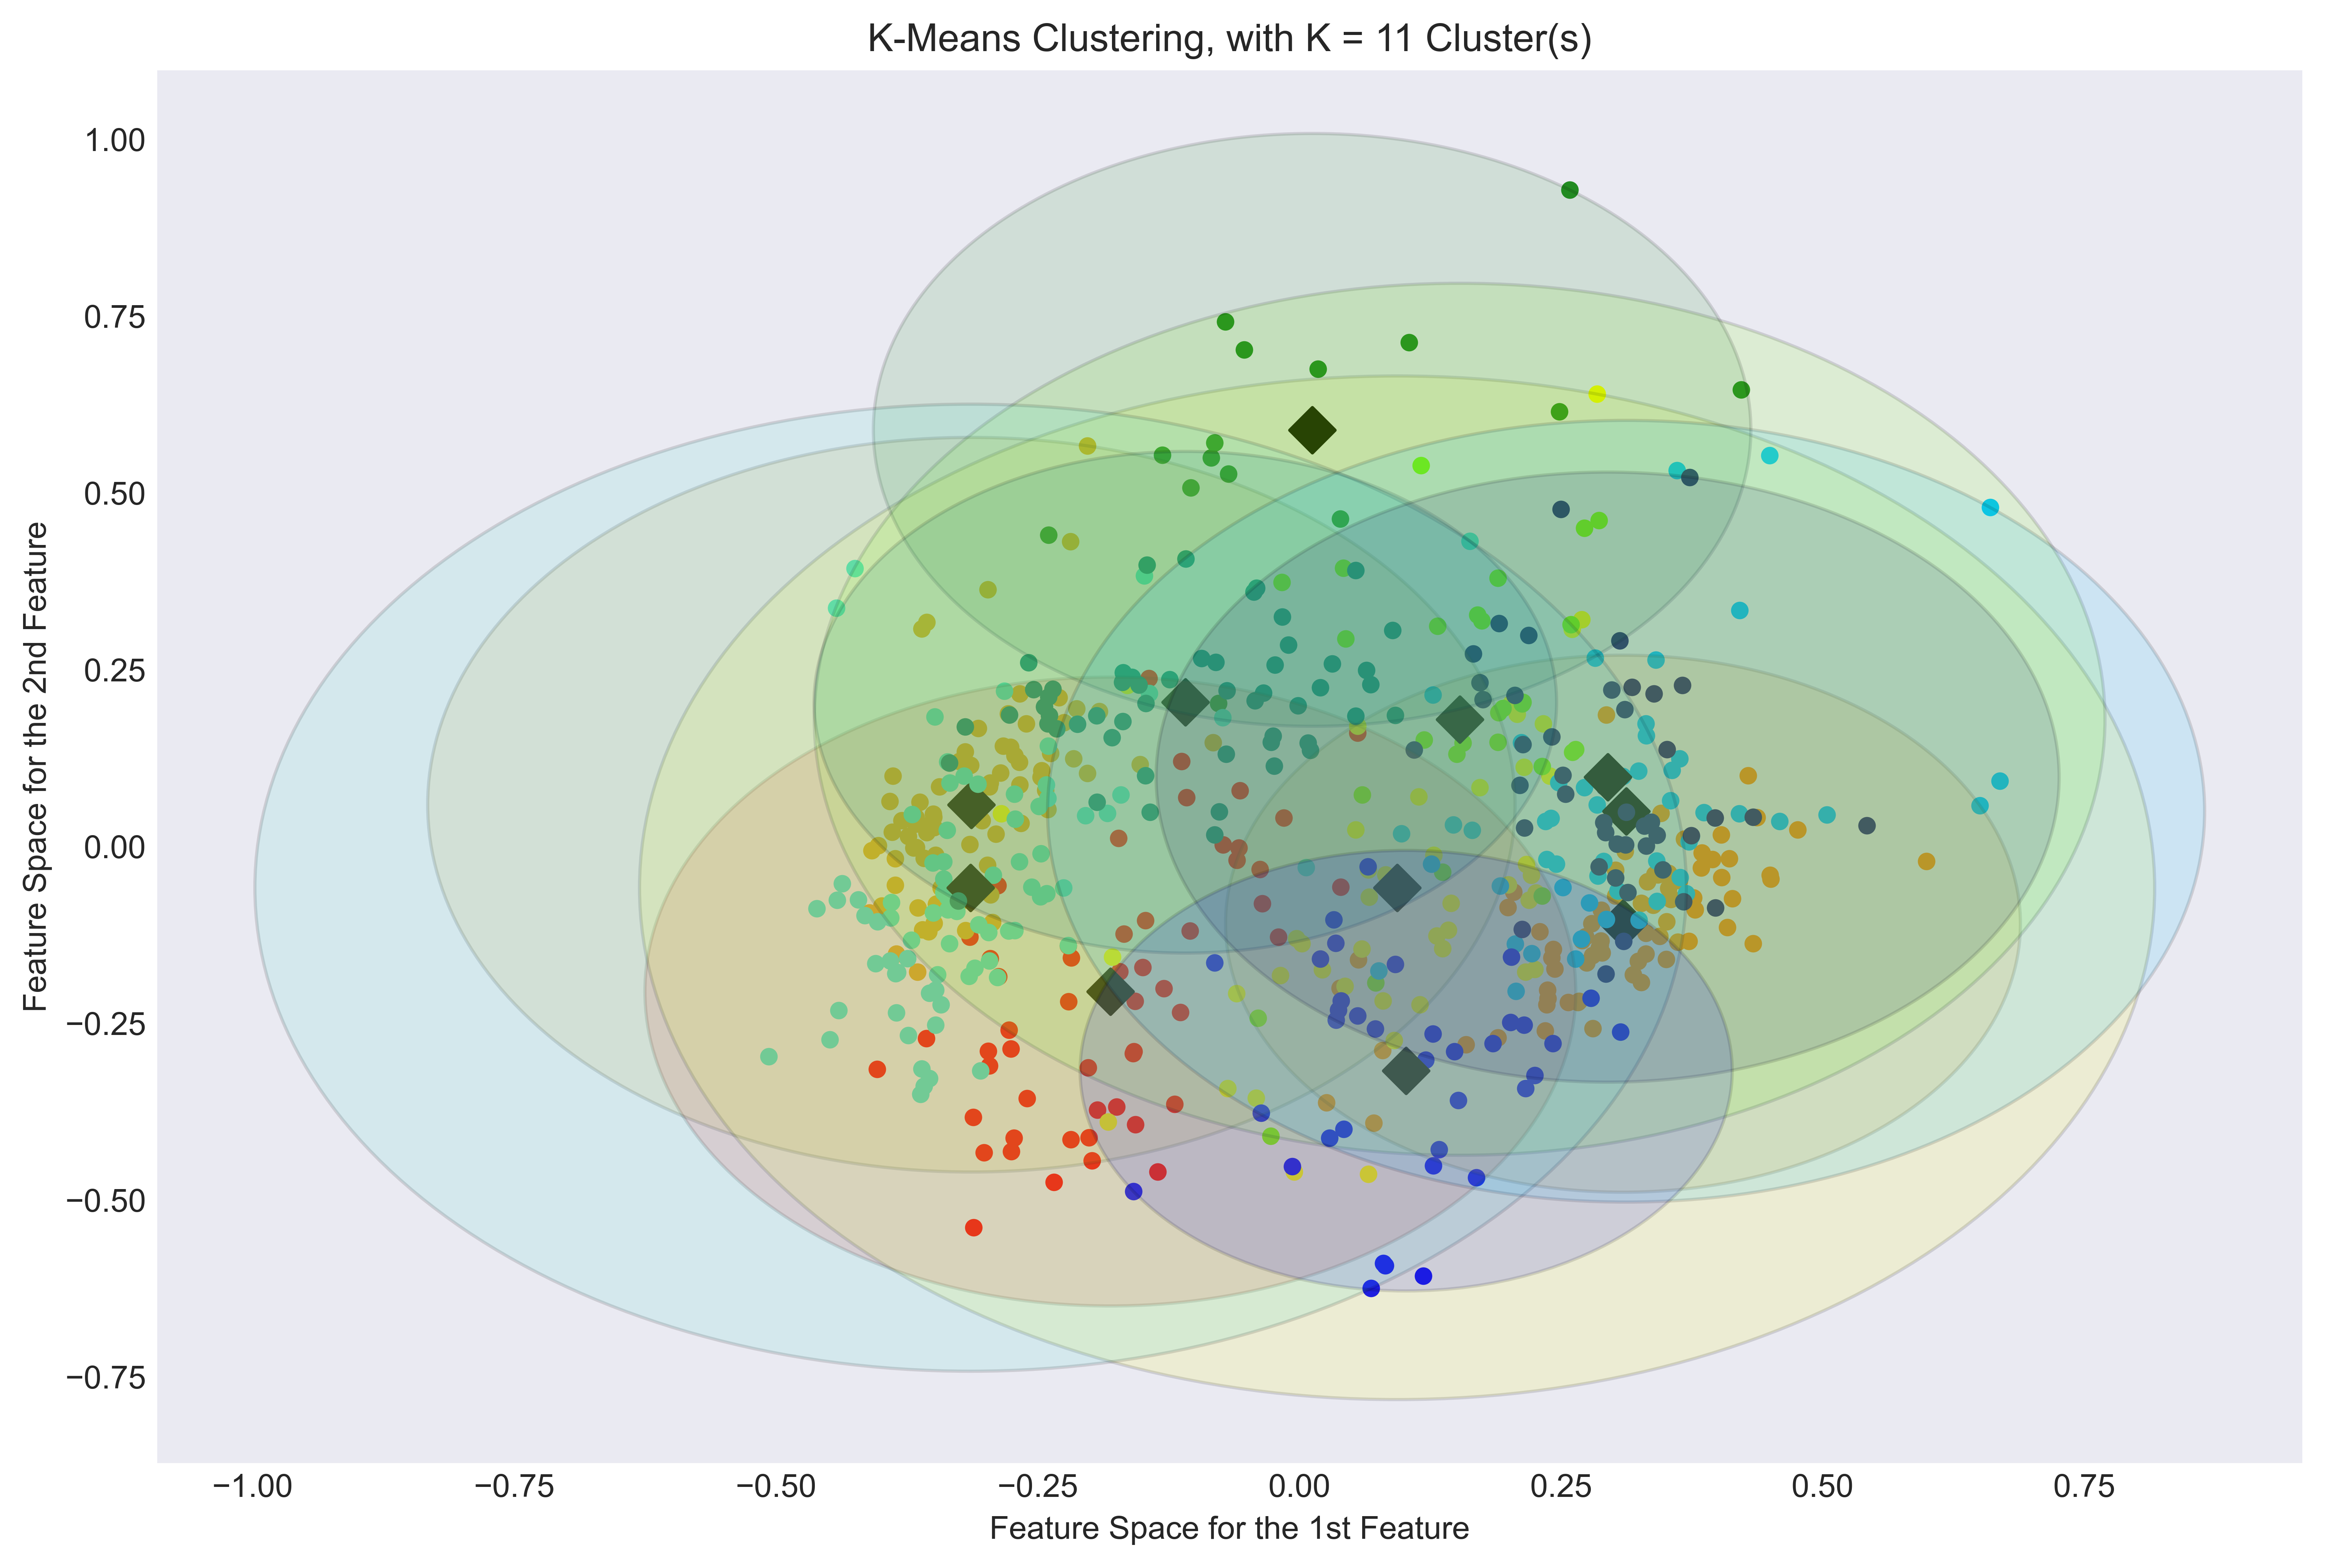 K-Means Clustering, with K = 11 Cluster(s)
1.00
0.75
0.50
0.25
0.00
−0.25
−0.50
−0.75
Feature Space for the 2nd Feature
−1.00 −0.75 −0.50 −0.25 0.00 0.25 0.50 0.75
Feature Space for the 1st Feature